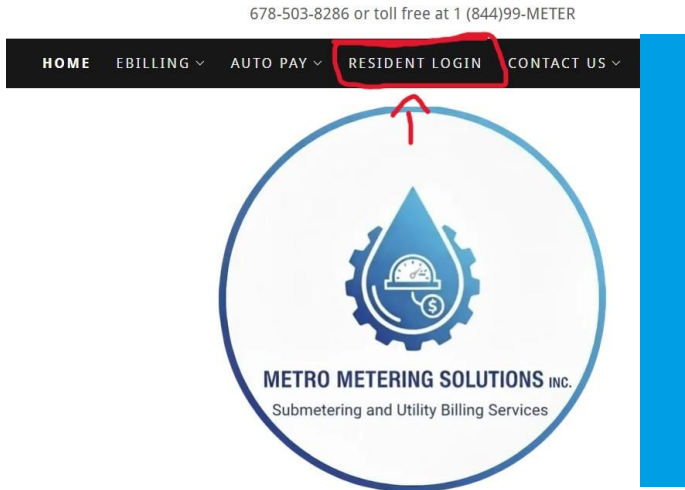 678-503-8286 or toll free at 1 (844)99-METER
HOME EBILLING AUTO PAY RESIDENT LOGIN CONTACT US
$
METRO METERING SOLUTIONS INC.
Submetering and Utility Billing Services